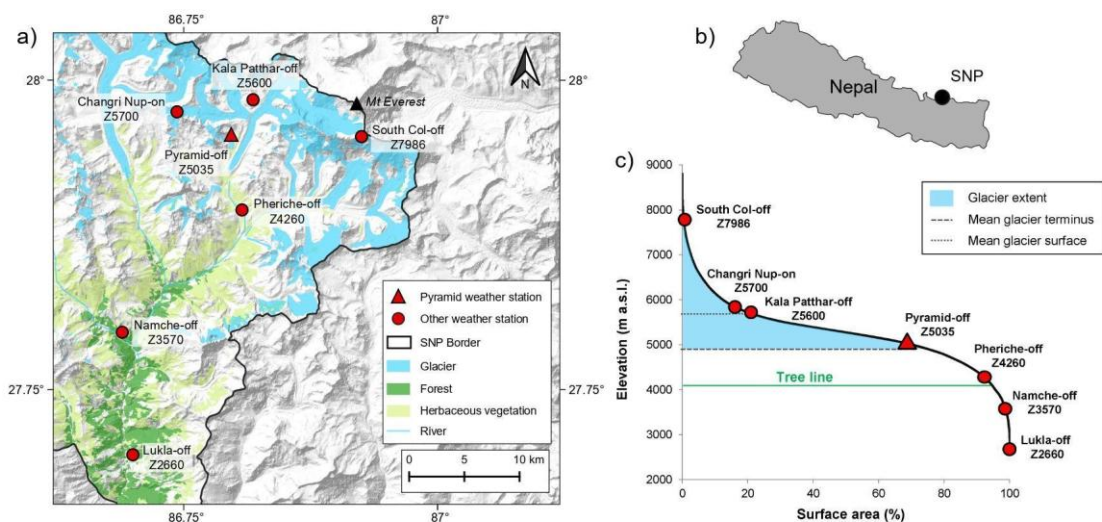 a)
86.75°
87°
28°
28°
Kala Patthar-off
Z5600
Changri Nup-on
Z5700
Mt Everest
N
South Col-off
Z7986
Pyramid-off
Z5035
Pheriche-off
Z4260
Namche-off
Z3570
Lukla-off
Z2660
27.75°
27.75°
Pyramid weather station
Other weather station
SNP Border
Glacier
Forest
Herbaceous vegetation
River
0 5 10 km
86.75°
87°
b)
Nepal
SNP
c)
Elevation (m a.s.l.)
9000
8000
7000
6000
5000
4000
3000
2000
South Col-off
Z7986
Changri Nup-on
Z5700
Kala Patthar-off
Z5600
Pyramid-off
Z5035
Pheriche-off
Z4260
Namche-off
Z3570
Lukla-off
Z2660
Tree line
Glacier extent
Mean glacier terminus
Mean glacier surface
0 20 40 60 80 100
Surface area (%)